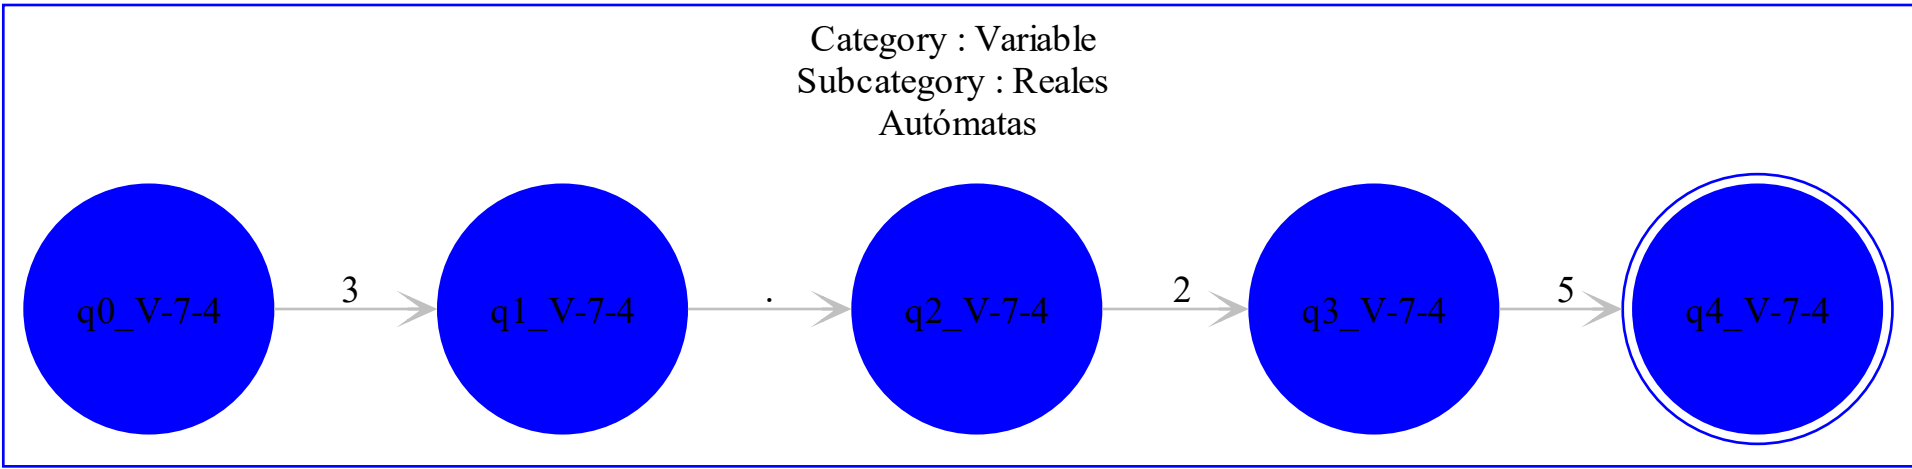 Category : Variable
Subcategory : Reales
Autómatas
q0_V-7-4
3
q1_V-7-4
.
q2_V-7-4
2
q3_V-7-4
5
q4_V-7-4